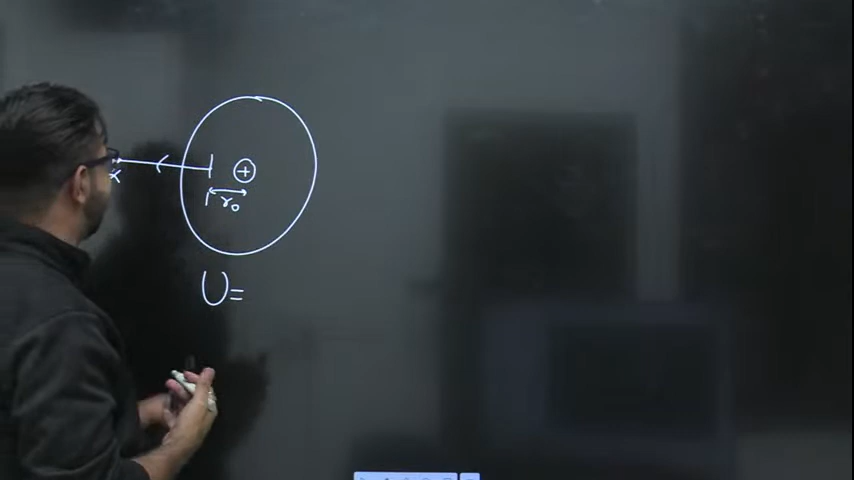 +
r₀
U=